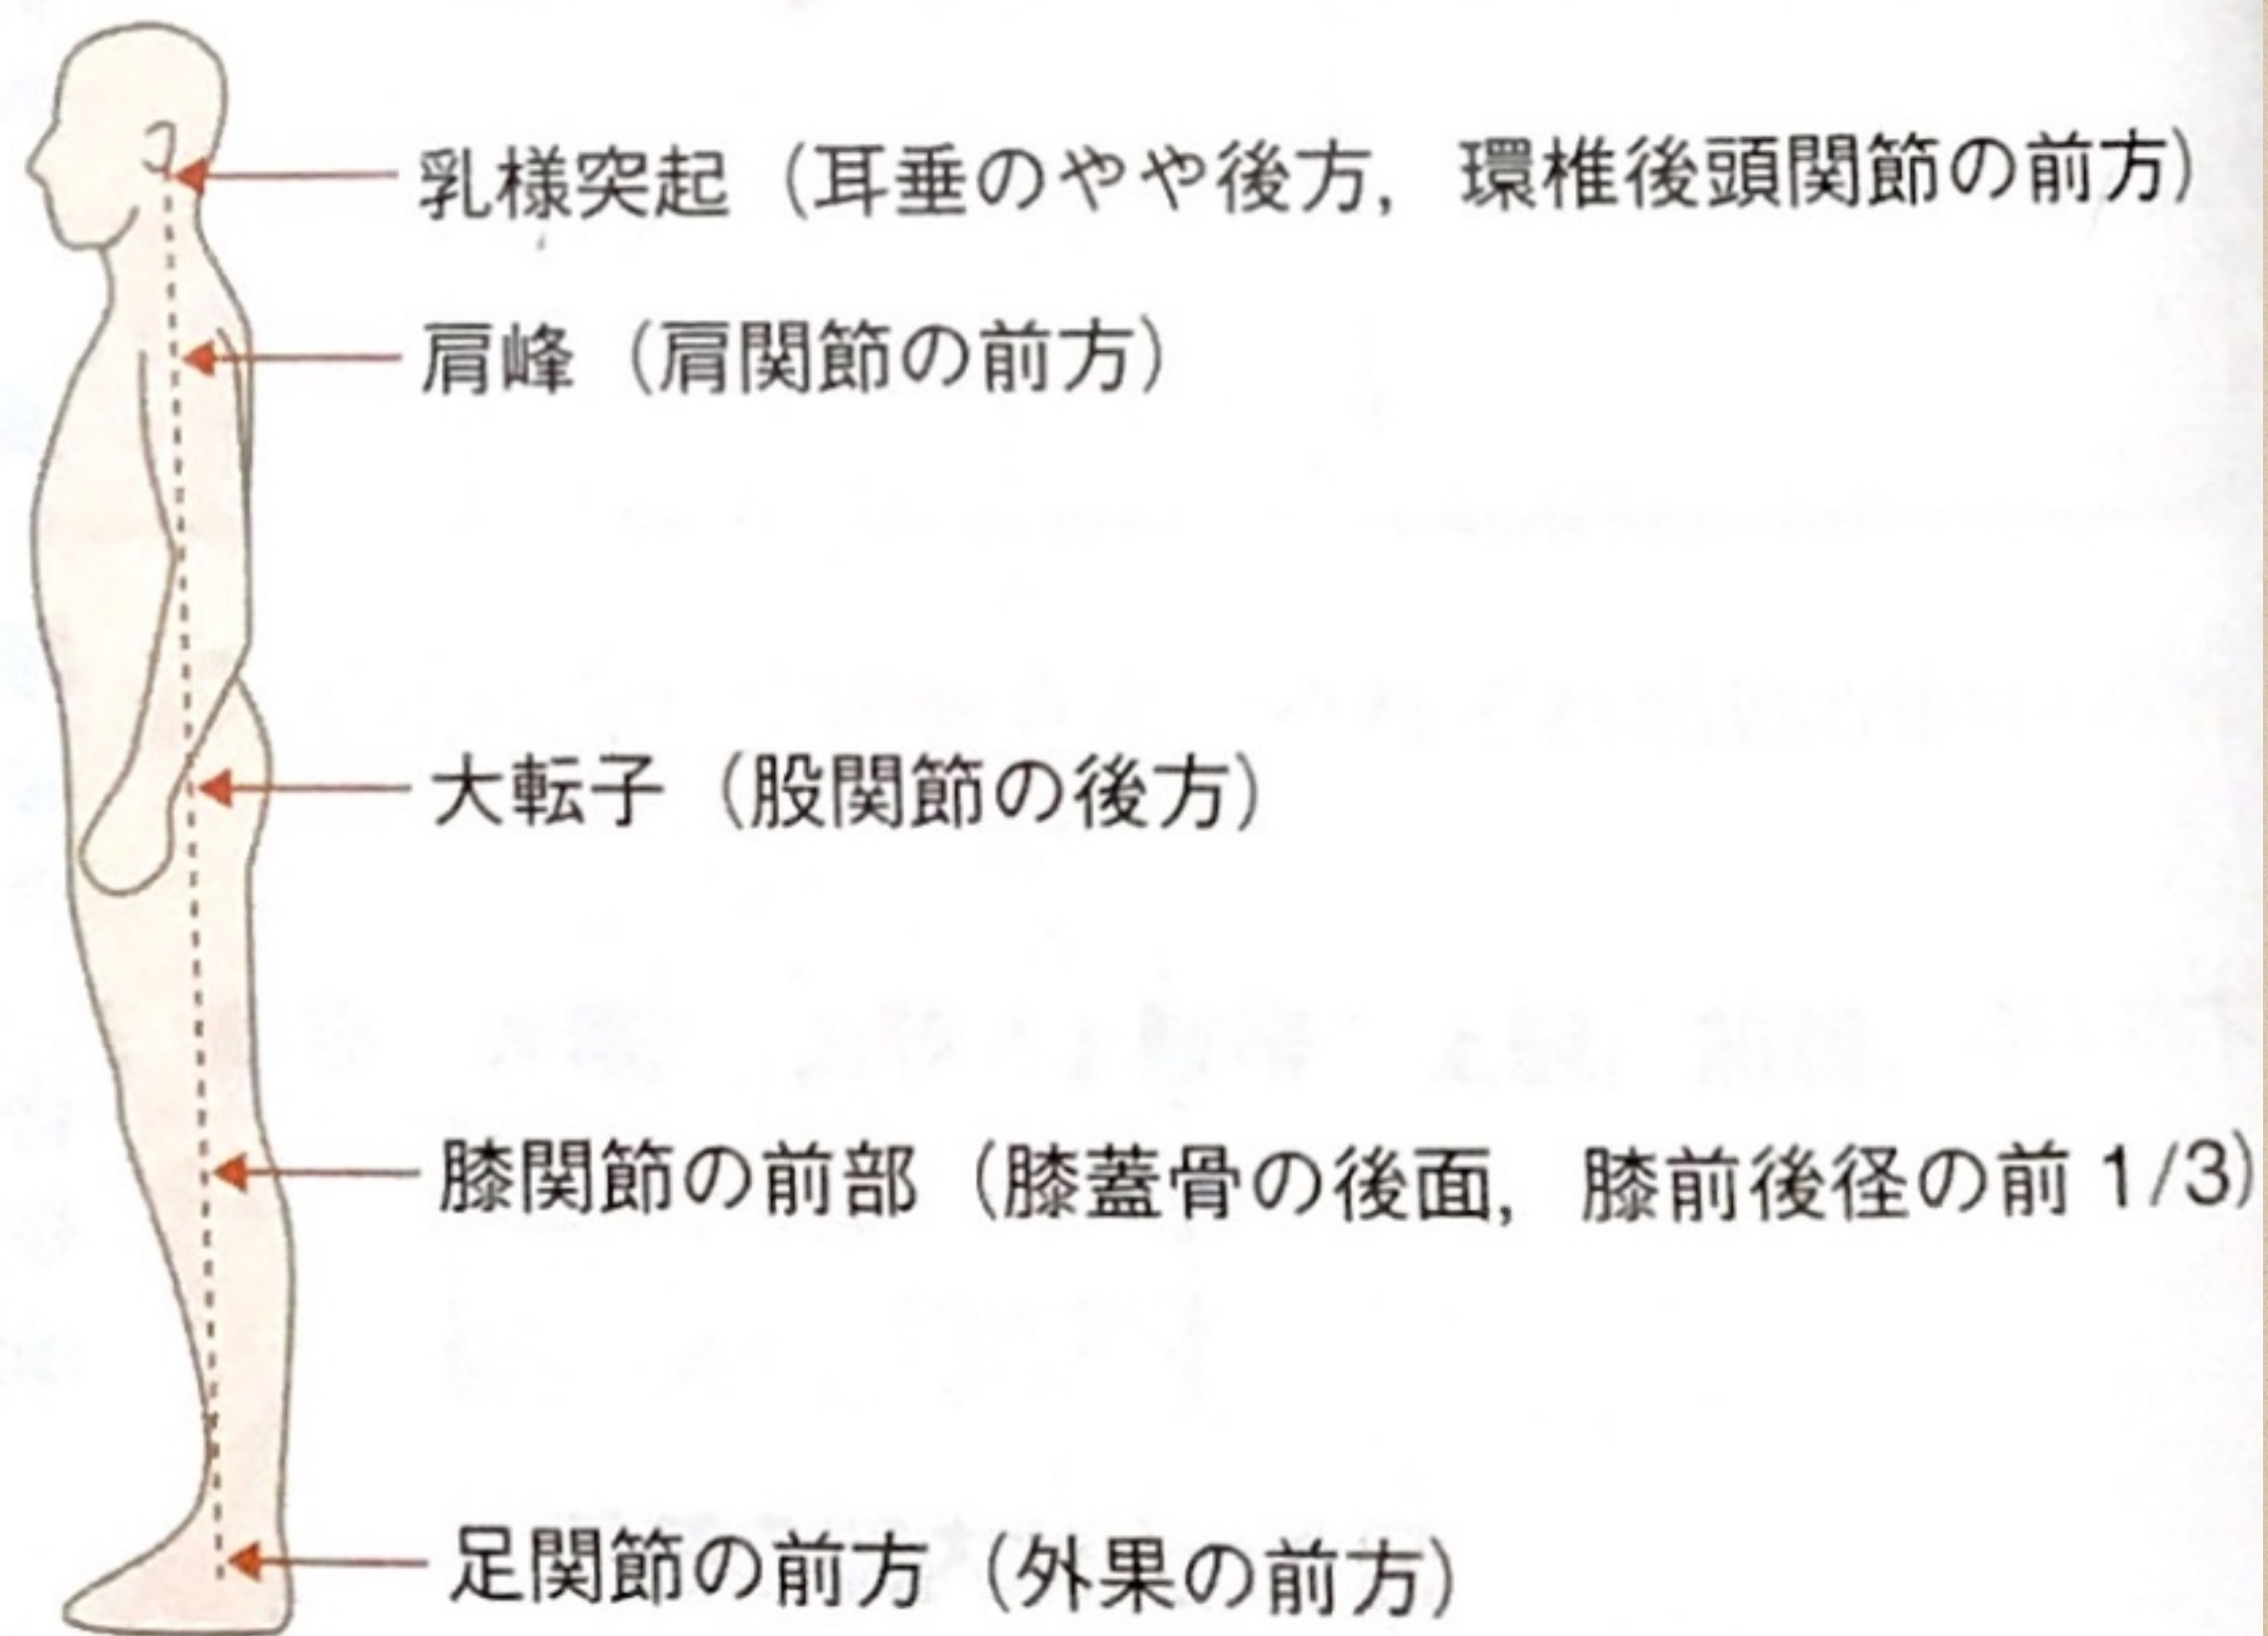 乳様突起（耳垂のやや後方，環椎後頭関節の前方）
肩峰（肩関節の前方）
大転子（股関節の後方）
膝関節の前部（膝蓋骨の後面，膝前後径の前 1/3）
足関節の前方（外果の前方）